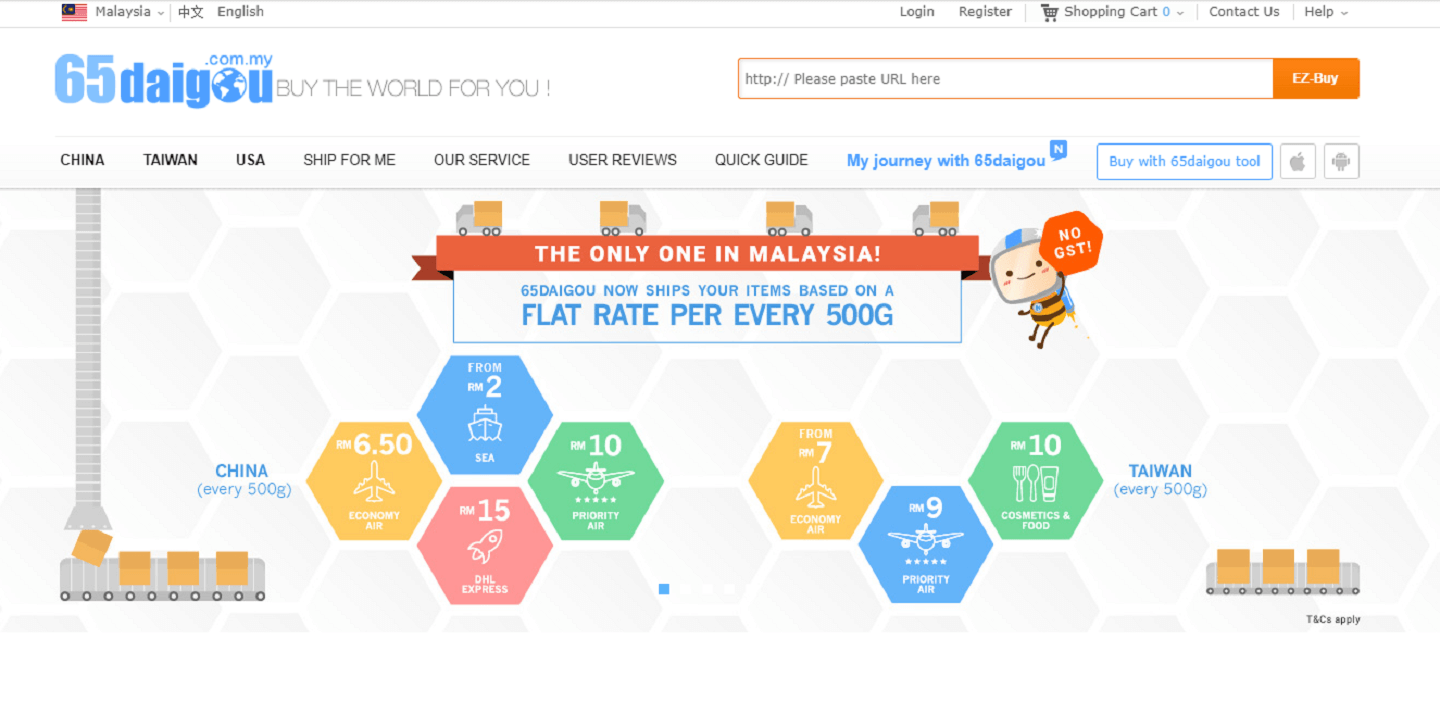 Malaysia 中文 English Login Register Shopping Cart 0 Contact Us Help
.com.my
65daigou BUY THE WORLD FOR YOU !
http:// Please paste URL here EZ-Buy
CHINA TAIWAN USA SHIP FOR ME OUR SERVICE USER REVIEWS QUICK GUIDE My journey with 65daigou N Buy with 65daigou tool
THE ONLY ONE IN MALAYSIA!
NO
GST!
65DAIGOU NOW SHIPS YOUR ITEMS BASED ON A
FLAT RATE PER EVERY 500G
CHINA
(every 500g)
RM 6.50
ECONOMY
AIR
FROM
RM 2
SEA
RM 15
DHL
EXPRESS
RM 10
PRIORITY
AIR
FROM
RM 7
ECONOMY
AIR
RM 9
PRIORITY
AIR
RM 10
COSMETICS &
FOOD
TAIWAN
(every 500g)
T&Cs apply